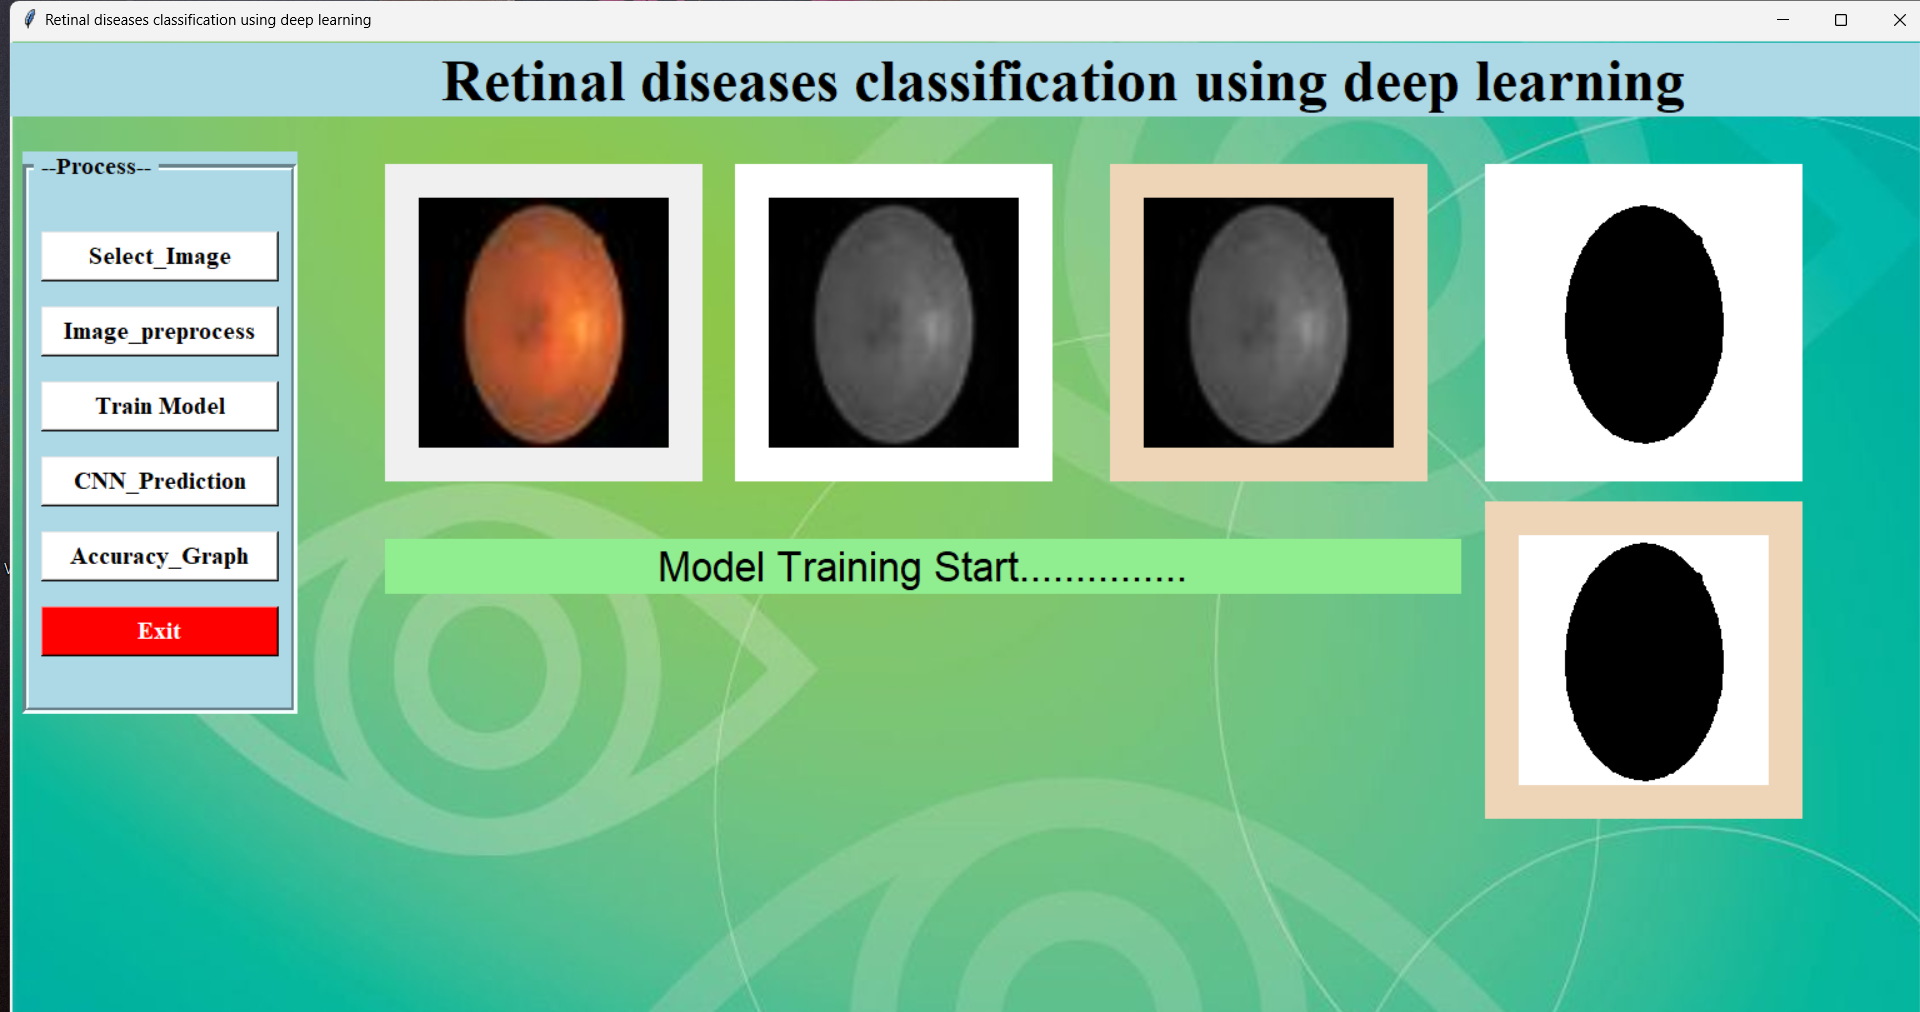 Retinal diseases classification using deep learning
Retinal diseases classification using deep learning
--Process--
Select_Image
Image_preprocess
Train Model
CNN_Prediction
Accuracy_Graph
Exit
Model Training Start...............